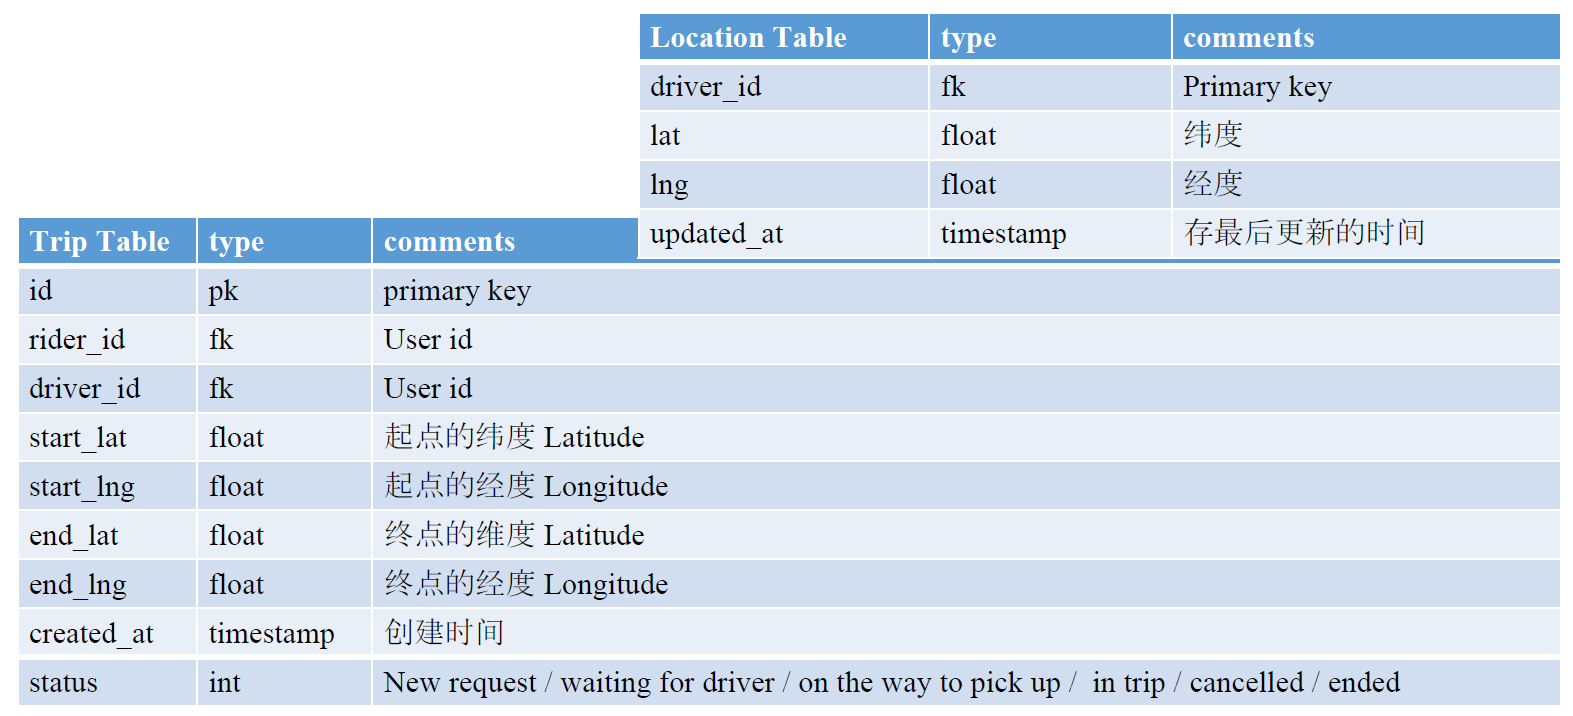 Location Table type comments
driver_id fk Primary key
lat float 纬度
lng float 经度
updated_at timestamp 存最后更新的时间
Trip Table type comments
id pk primary key
rider_id fk User id
driver_id fk User id
start_lat float 起点的纬度 Latitude
start_lng float 起点的经度 Longitude
end_lat float 终点的维度 Latitude
end_lng float 终点的经度 Longitude
created_at timestamp 创建时间
status int New request / waiting for driver / on the way to pick up / in trip / cancelled / ended